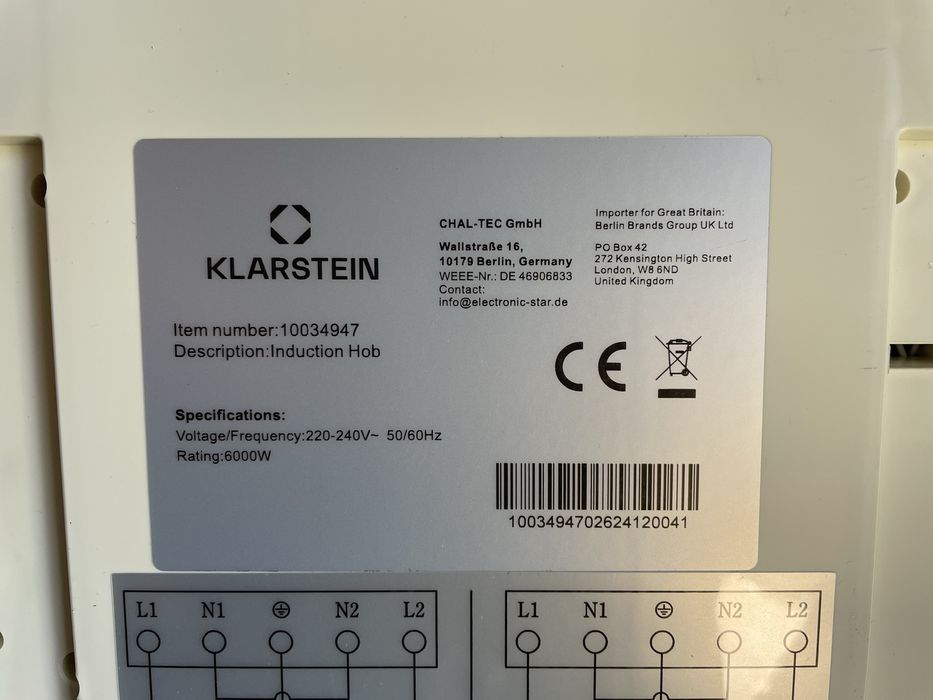 KLARSTEIN
Item number:10034947
Description:Induction Hob
Specifications:
Voltage/Frequency:220-240V~ 50/60Hz
Rating:6000W
CHAL-TEC GmbH
Wallstraße 16,
10179 Berlin, Germany
WEEE-Nr.: DE 46906833
Contact:
info@electronic-star.de
Importer for Great Britain:
Berlin Brands Group UK Ltd
PO Box 42
272 Kensington High Street
London, W8 6ND
United Kingdom
CE
1003494702624120041
L1 N1 N2 L2
L1 N1 N2 L2